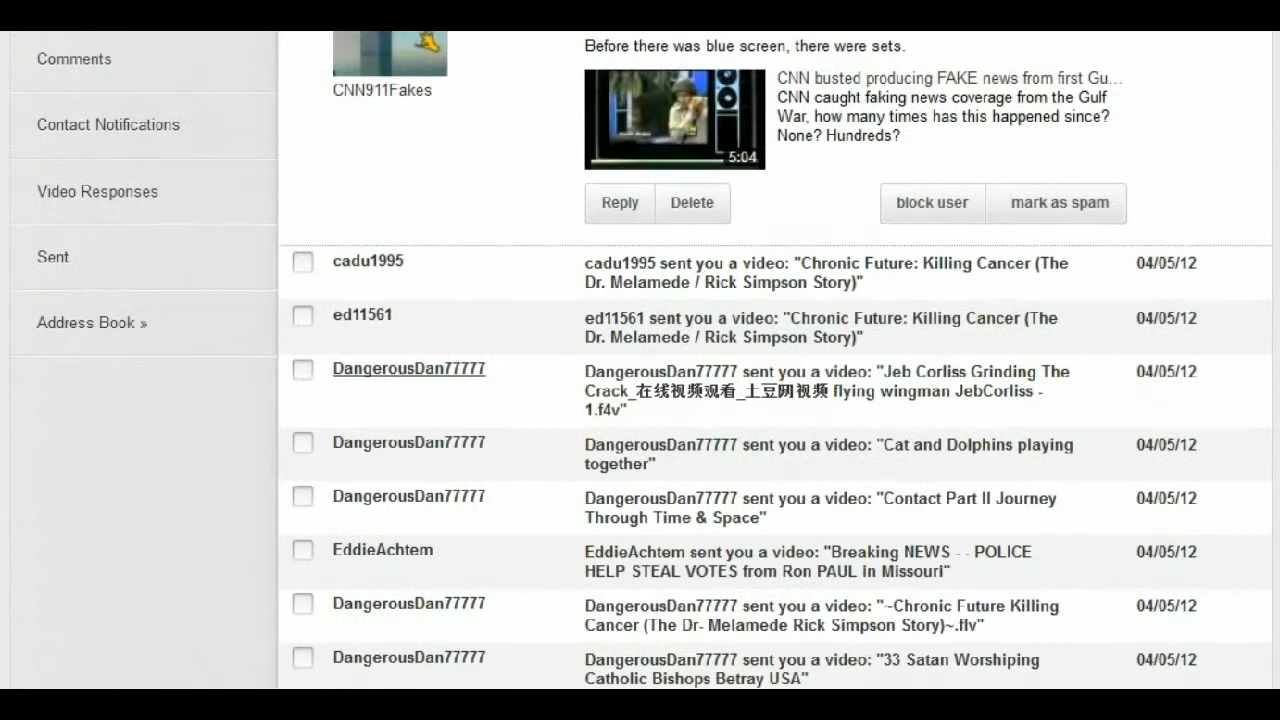 Comments
Contact Notifications
Video Responses
Sent
Address Book »
CNN911Fakes
Before there was blue screen, there were sets.
5:04
CNN busted producing FAKE news from first Gu...
CNN caught faking news coverage from the Gulf
War, how many times has this happened since?
None? Hundreds?
Reply
Delete
block user
mark as spam
cadu1995
cadu1995 sent you a video: "Chronic Future: Killing Cancer (The
Dr. Melamede / Rick Simpson Story)"
04/05/12
ed11561
ed11561 sent you a video: "Chronic Future: Killing Cancer (The
Dr. Melamede / Rick Simpson Story)"
04/05/12
DangerousDan77777
DangerousDan77777 sent you a video: "Jeb Corliss Grinding The
Crack_在线视频观看_土豆网视频 flying wingman JebCorliss -
1.f4v"
04/05/12
DangerousDan77777
DangerousDan77777 sent you a video: "Cat and Dolphins playing
together"
04/05/12
DangerousDan77777
DangerousDan77777 sent you a video: "Contact Part II Journey
Through Time & Space"
04/05/12
EddieAchtem
EddieAchtem sent you a video: "Breaking NEWS - - POLICE
HELP STEAL VOTES from Ron PAUL in Missouri"
04/05/12
DangerousDan77777
DangerousDan77777 sent you a video: "~Chronic Future Killing
Cancer (The Dr- Melamede Rick Simpson Story)~.flv"
04/05/12
DangerousDan77777
DangerousDan77777 sent you a video: "33 Satan Worshiping
Catholic Bishops Betray USA"
04/05/12